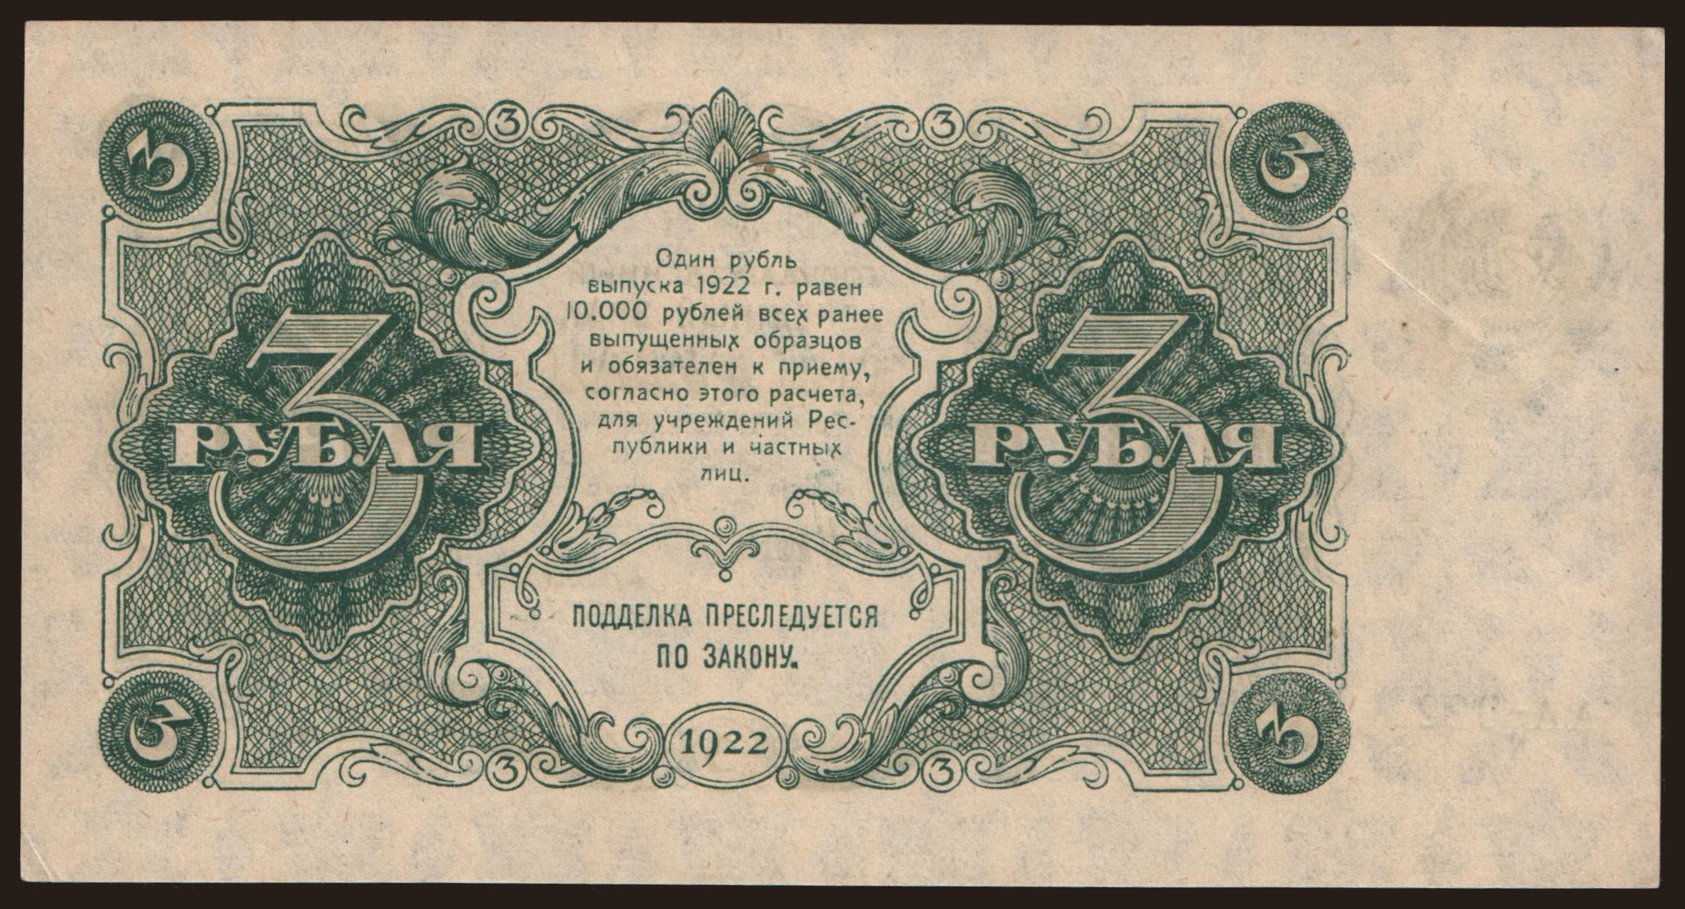 3 3 3 3
Один рубль
выпуска 1922 г. равен
10.000 рублей всех ранее
выпущенных образцов
и обязателен к приему,
согласно этого расчета,
для учреждений Рес-
публики и частных
лиц.
3 РУБЛЯ
3 РУБЛЯ
ПОДДЕЛКА ПРЕСЛЕДУЕТСЯ
ПО ЗАКОНУ.
1922
3 3 3 3